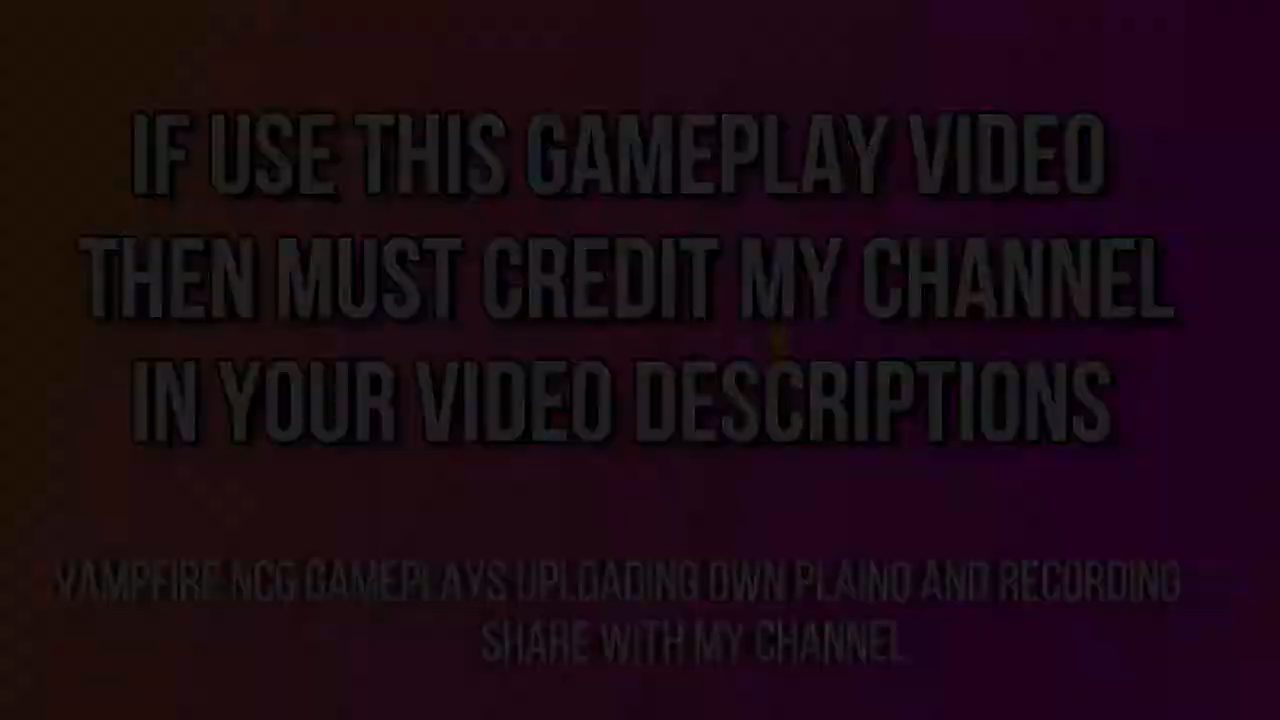 IF USE THIS GAMEPLAY VIDEO
THEN MUST CREDIT MY CHANNEL
IN YOUR VIDEO DESCRIPTIONS
VAMPFIRE NCG GAMEPLAYS UPLOADING OWN PLAINQ AND RECORDING
SHARE WITH MY CHANNEL